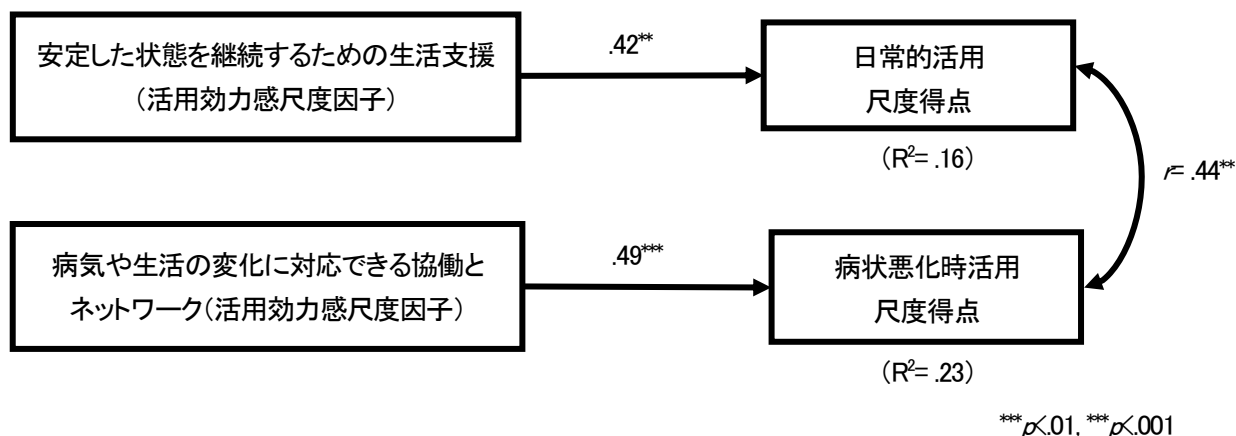 安定した状態を継続するための生活支援
(活用効力感尺度因子)
.42**
日常的活用
尺度得点
(R²= .16)
r= .44**
病気や生活の変化に対応できる協働と
ネットワーク(活用効力感尺度因子)
.49***
病状悪化時活用
尺度得点
(R²= .23)
***p<.01, ***p<.001